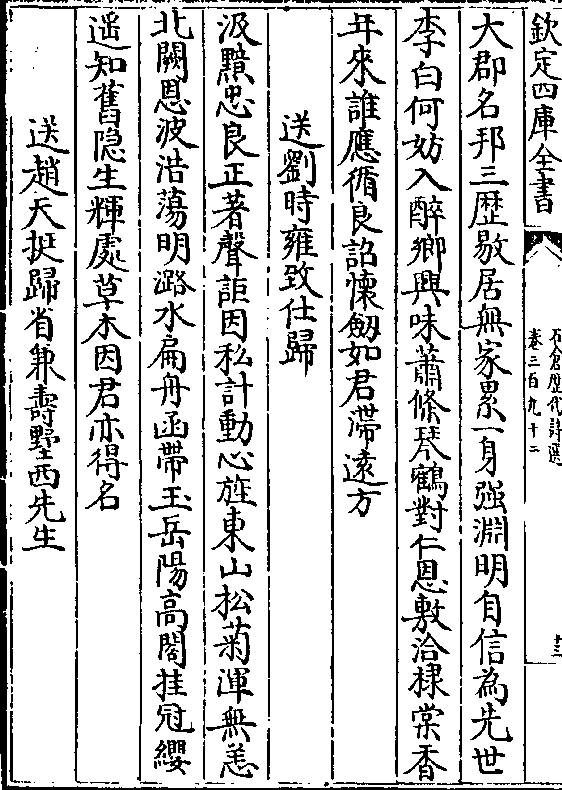 欽定四庫全書
石倉歷代詩選
卷三百九十二
十三
大郡名邦三歴敭居無家累一身強淵明自信為先世
李白何妨入醉鄉興味蕭條琴鶴對仁恩敷洽棣棠香
年來誰應循良詔懐劒如君滯遠方
送劉時雍致仕歸
汲黯忠良正著聲詎因私計動心旌東山松菊渾無恙
北闕恩波浩蕩明潞水扁舟函帶玉岳陽高閣挂冠纓
遥知舊隐生輝處草木因君亦得名
送趙天挺歸省兼壽墅西先生